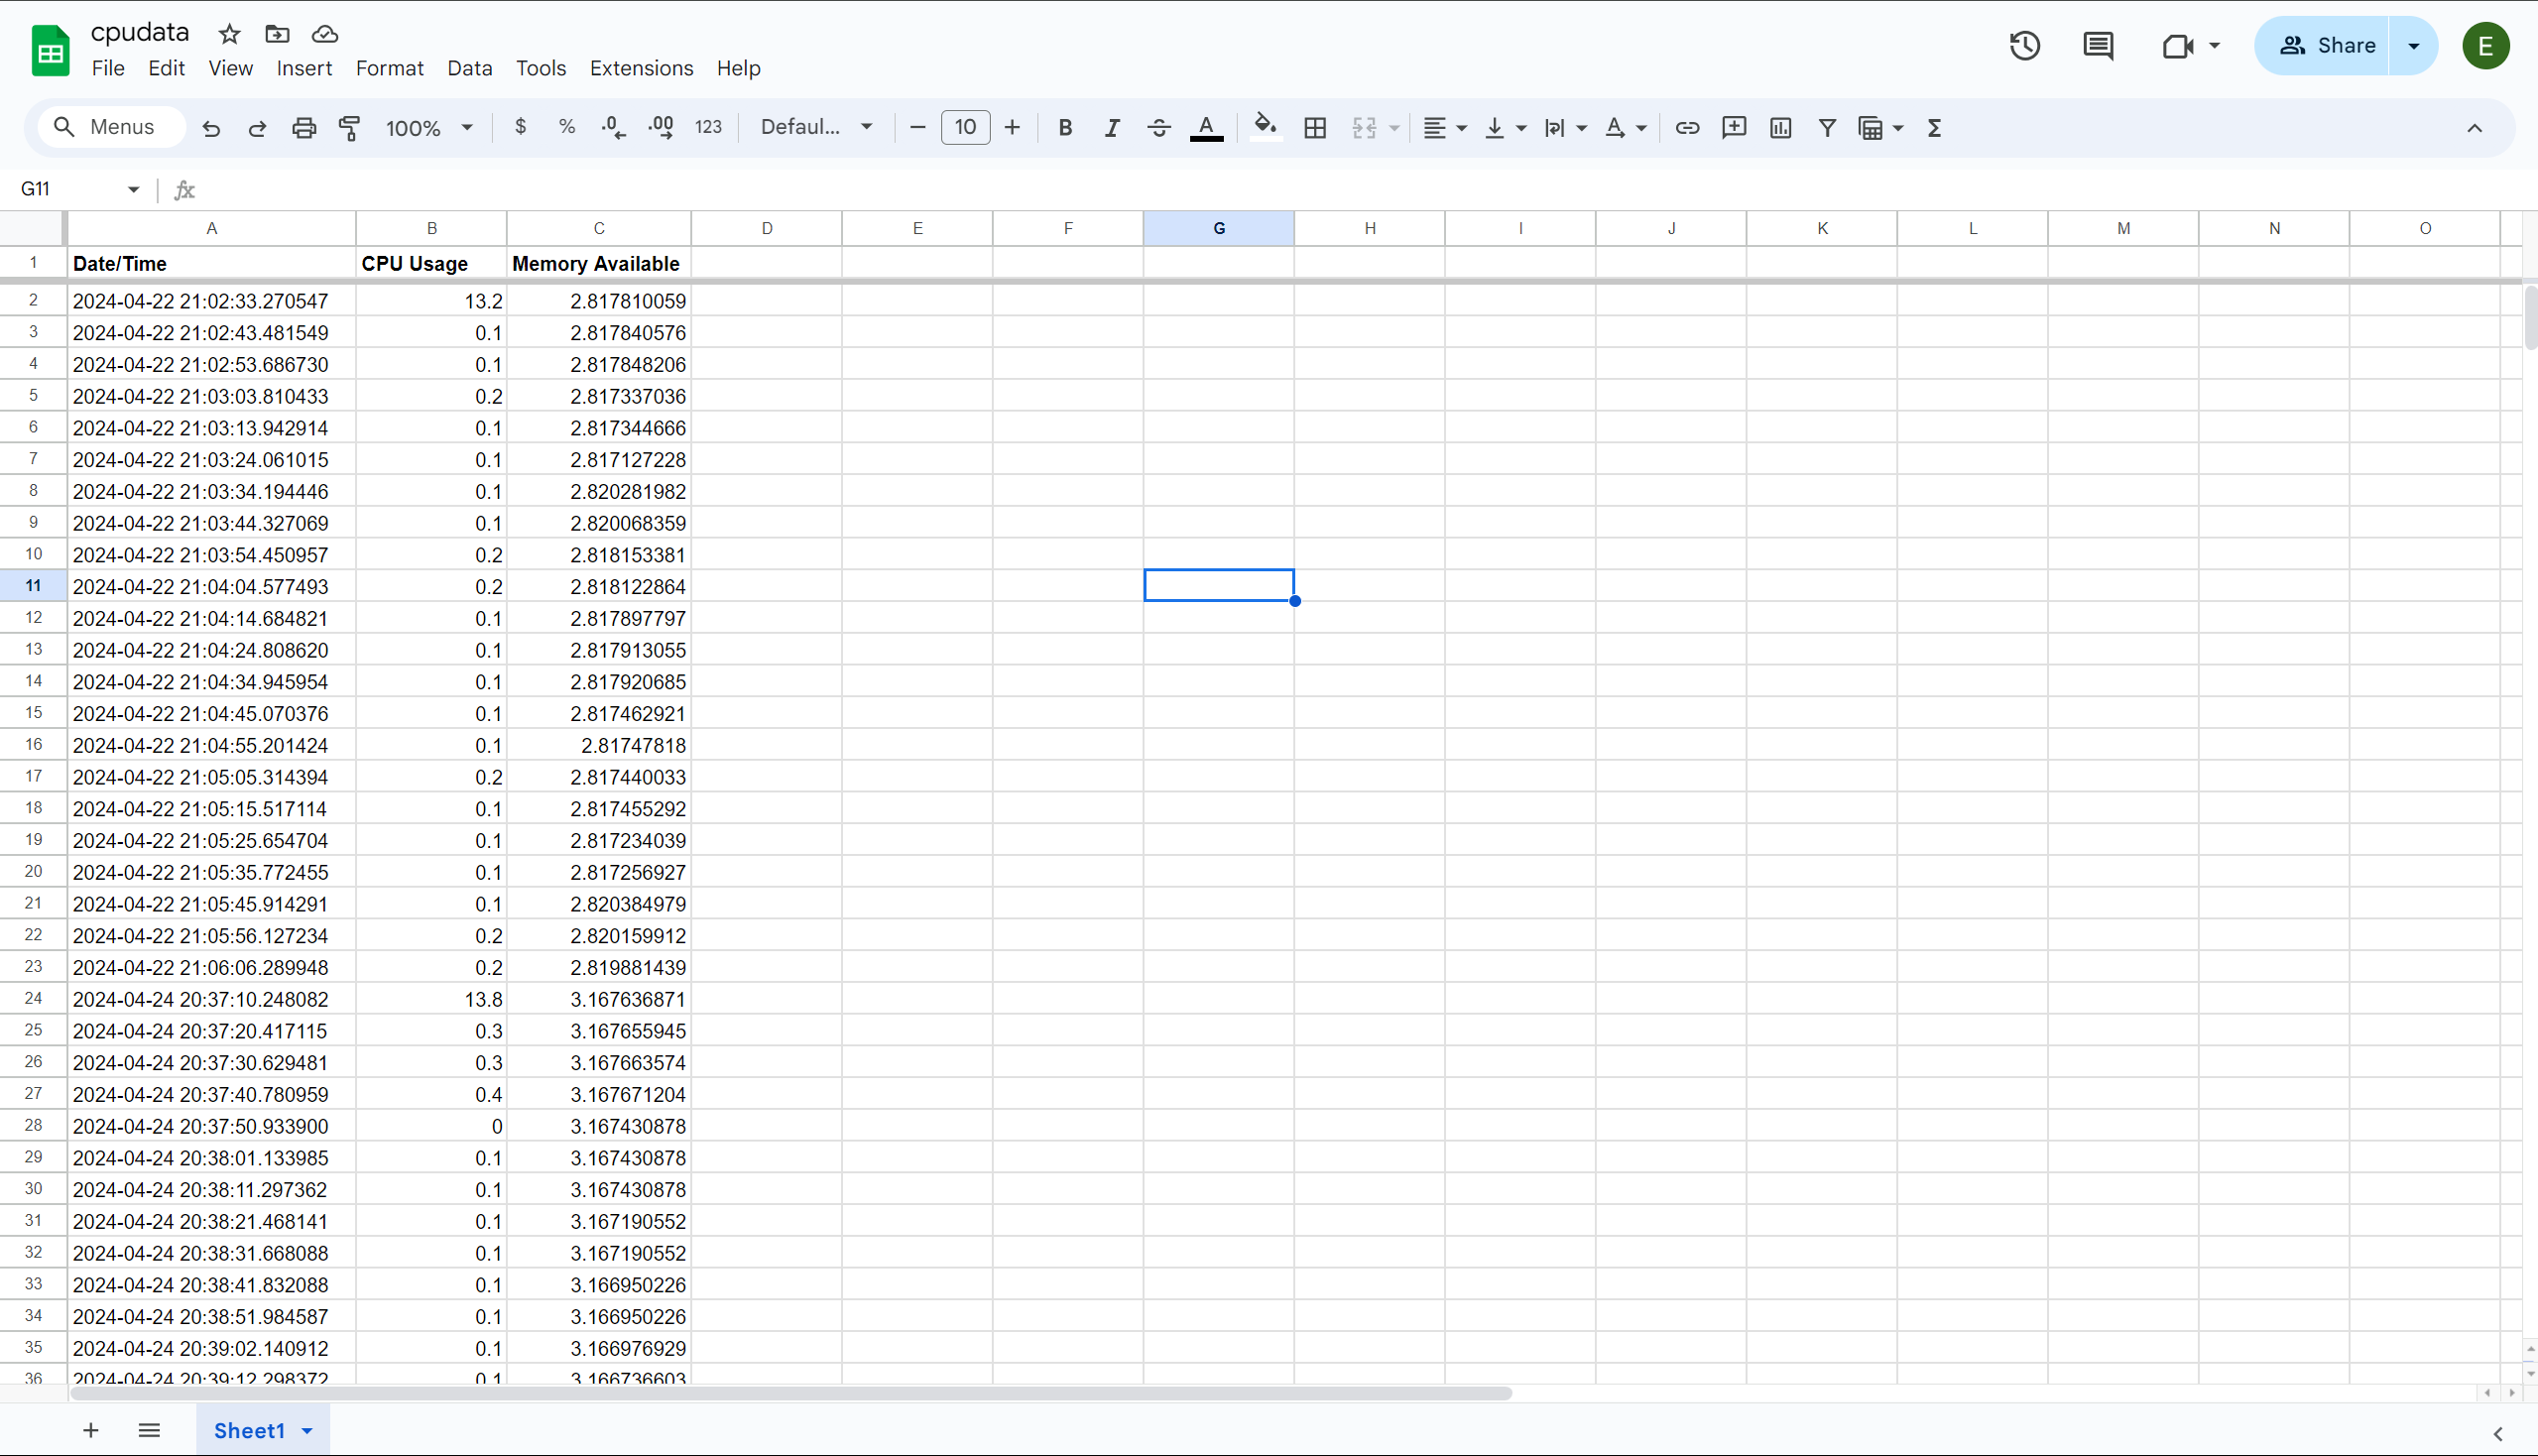 cpudata
File Edit View Insert Format Data Tools Extensions Help
Share
E
Menus 100% $ % .0 .00 123 Defaul... 10 B I A A Σ
G11 fx
A B C D E F G H I J K L M N O
1 Date/Time CPU Usage Memory Available
2 2024-04-22 21:02:33.270547 13.2 2.817810059
3 2024-04-22 21:02:43.481549 0.1 2.817840576
4 2024-04-22 21:02:53.686730 0.1 2.817848206
5 2024-04-22 21:03:03.810433 0.2 2.817337036
6 2024-04-22 21:03:13.942914 0.1 2.817344666
7 2024-04-22 21:03:24.061015 0.1 2.817127228
8 2024-04-22 21:03:34.194446 0.1 2.820281982
9 2024-04-22 21:03:44.327069 0.1 2.820068359
10 2024-04-22 21:03:54.450957 0.2 2.818153381
11 2024-04-22 21:04:04.577493 0.2 2.818122864
12 2024-04-22 21:04:14.684821 0.1 2.817897797
13 2024-04-22 21:04:24.808620 0.1 2.817913055
14 2024-04-22 21:04:34.945954 0.1 2.817920685
15 2024-04-22 21:04:45.070376 0.1 2.817462921
16 2024-04-22 21:04:55.201424 0.1 2.81747818
17 2024-04-22 21:05:05.314394 0.2 2.817440033
18 2024-04-22 21:05:15.517114 0.1 2.817455292
19 2024-04-22 21:05:25.654704 0.1 2.817234039
20 2024-04-22 21:05:35.772455 0.1 2.817256927
21 2024-04-22 21:05:45.914291 0.1 2.820384979
22 2024-04-22 21:05:56.127234 0.2 2.820159912
23 2024-04-22 21:06:06.289948 0.2 2.819881439
24 2024-04-24 20:37:10.248082 13.8 3.167636871
25 2024-04-24 20:37:20.417115 0.3 3.167655945
26 2024-04-24 20:37:30.629481 0.3 3.167663574
27 2024-04-24 20:37:40.780959 0.4 3.167671204
28 2024-04-24 20:37:50.933900 0 3.167430878
29 2024-04-24 20:38:01.133985 0.1 3.167430878
30 2024-04-24 20:38:11.297362 0.1 3.167430878
31 2024-04-24 20:38:21.468141 0.1 3.167190552
32 2024-04-24 20:38:31.668088 0.1 3.167190552
33 2024-04-24 20:38:41.832088 0.1 3.166950226
34 2024-04-24 20:38:51.984587 0.1 3.166950226
35 2024-04-24 20:39:02.140912 0.1 3.166976929
36 2024-04-24 20:39:12.298372 0.1 3.166736603
Sheet1